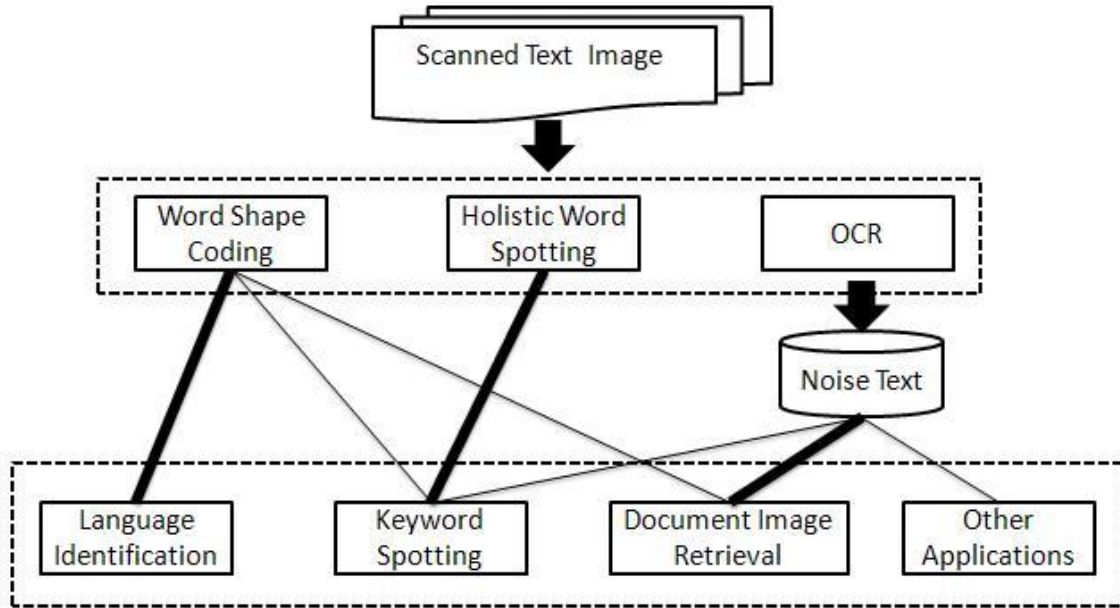 Scanned Text Image
Word Shape
Coding
Holistic Word
Spotting
OCR
Noise Text
Language
Identification
Keyword
Spotting
Document Image
Retrieval
Other
Applications